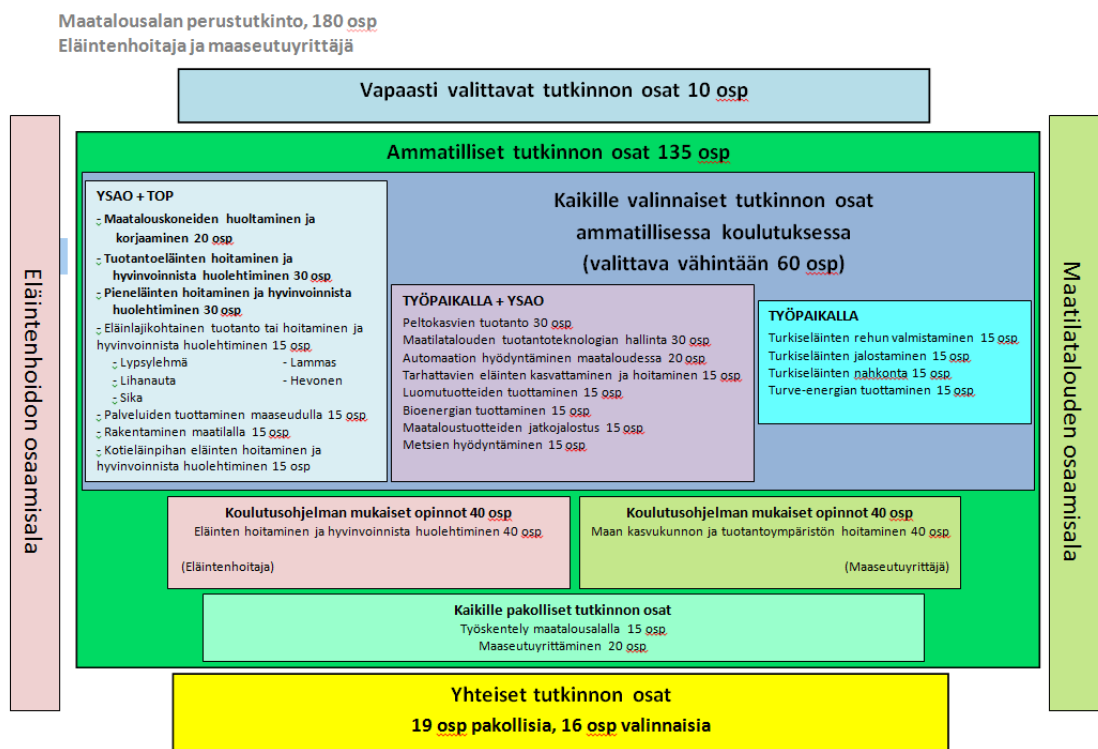 Maatalousalan perustutkinto, 180 osp
Eläintenhoitaja ja maaseutuyrittäjä
Vapaasti valittavat tutkinnon osat 10 osp
Eläintenhoidon osaamisala
Ammatilliset tutkinnon osat 135 osp
YSAO + TOP
- Maatalouskoneiden huoltaminen ja
korjaaminen 20 osp
- Tuotantoeläinten hoitaminen ja
hyvinvoinnista huolehtiminen 30 osp
- Pieneläinten hoitaminen ja hyvinvoinnista
huolehtiminen 30 osp
- Eläinlajikohtainen tuotanto tai hoitaminen ja
hyvinvoinnista huolehtiminen 15 osp
- Lypsylehmä - Lammas
- Lihanauta - Hevonen
- Sika
- Palveluiden tuottaminen maaseudulla 15 osp
- Rakentaminen maatilalla 15 osp
- Kotieläinpihan eläinten hoitaminen ja
hyvinvoinnista huolehtiminen 15 osp
Kaikille valinnaiset tutkinnon osat
ammatillisessa koulutuksessa
(valittava vähintään 60 osp)
TYÖPAIKALLA + YSAO
Peltokasvien tuotanto 30 osp
Maatilatalouden tuotantoteknologian hallinta 30 osp
Automaation hyödyntäminen maataloudessa 20 osp
Tarhattavien eläinten kasvattaminen ja hoitaminen 15 osp
Luomutuotteiden tuottaminen 15 osp
Bioenergian tuottaminen 15 osp
Maataloustuotteiden jatkojalostus 15 osp
Metsien hyödyntäminen 15 osp
TYÖPAIKALLA
Turkiseläinten rehun valmistaminen 15 osp
Turkiseläinten jalostaminen 15 osp
Turkiseläinten nahkonta 15 osp
Turve-energian tuottaminen 15 osp
Koulutusohjelman mukaiset opinnot 40 osp
Eläinten hoitaminen ja hyvinvoinnista huolehtiminen 40 osp
(Eläintenhoitaja)
Koulutusohjelman mukaiset opinnot 40 osp
Maan kasvukunnon ja tuotantoympäristön hoitaminen 40 osp
(Maaseutuyrittäjä)
Kaikille pakolliset tutkinnon osat
Työskentely maatalousalalla 15 osp
Maaseutuyrittäminen 20 osp
Maatilatalouden osaamisala
Yhteiset tutkinnon osat
19 osp pakollisia, 16 osp valinnaisia